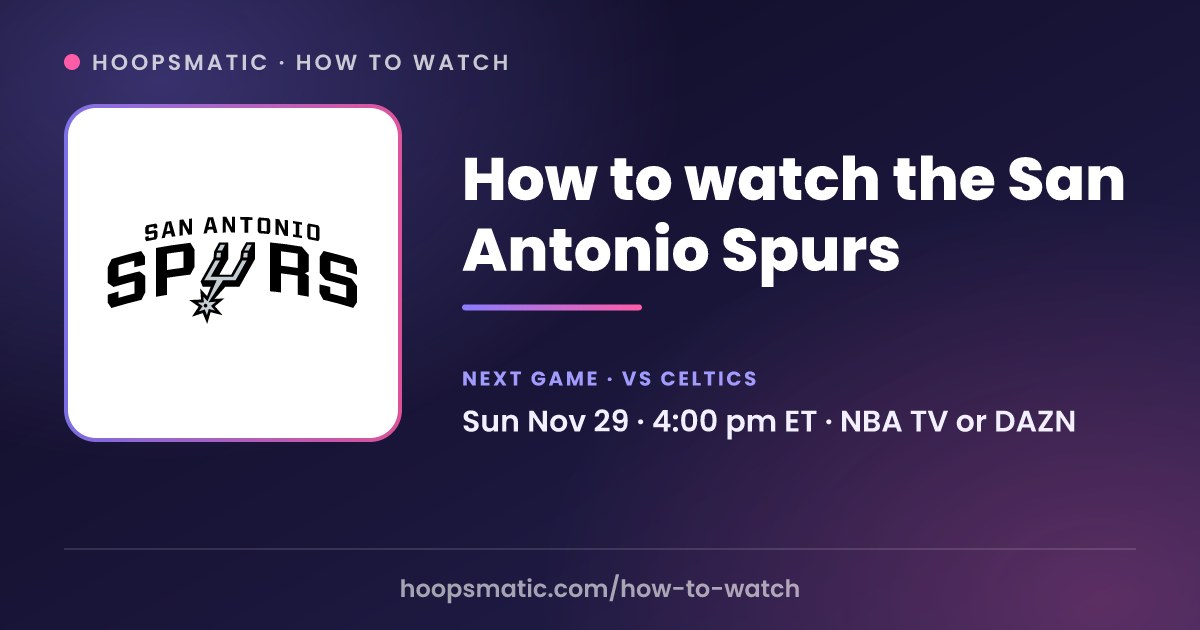 HOOPSMATIC · HOW TO WATCH
SAN ANTONIO
SPURS
How to watch the San
Antonio Spurs
NEXT GAME · VS CELTICS
Sun Nov 29 · 4:00 pm ET · NBA TV or DAZN
hoopsmatic.com/how-to-watch